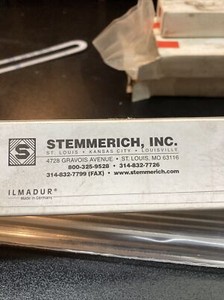 S
STEMMERICH, INC.
ST. LOUIS • KANSAS CITY • LOUISVILLE
4728 GRAVOIS AVENUE • ST. LOUIS, MO 63116
800-325-9528 • 314-832-7726
314-832-7799 (FAX) • www.stemmerich.com
ILMADUR®
Made in Germany